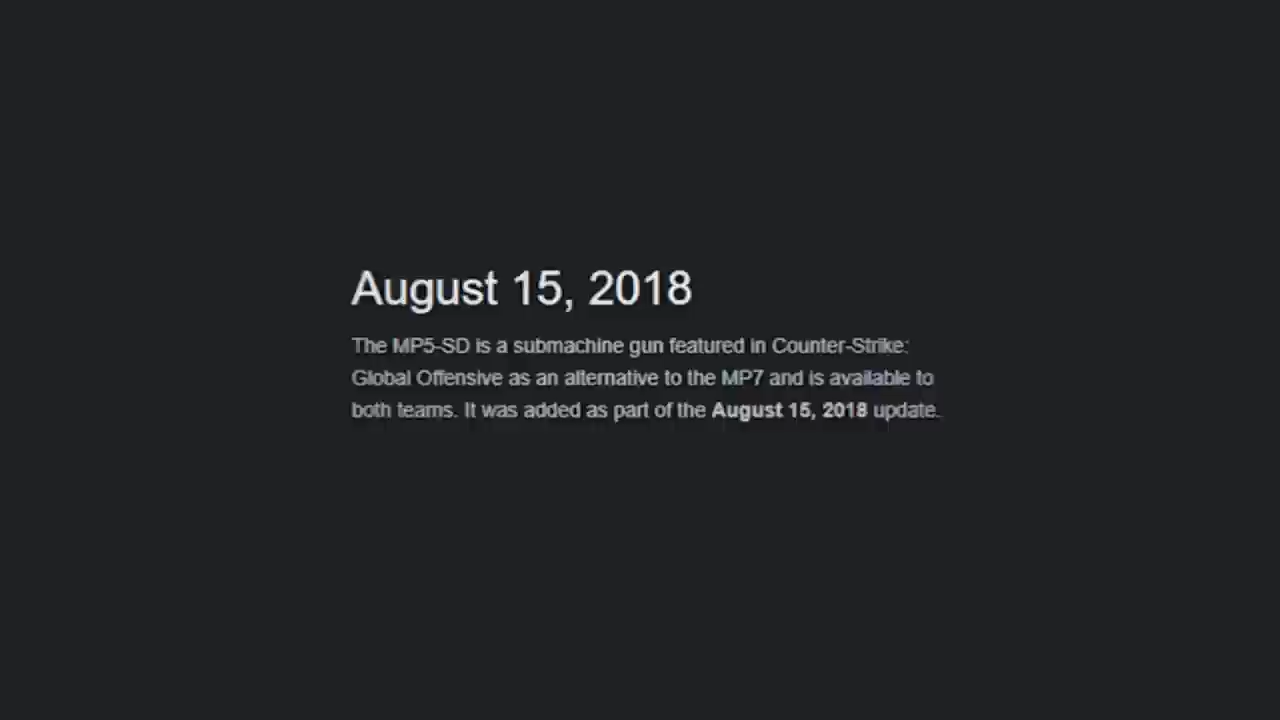 August 15, 2018
The MP5-SD is a submachine gun featured in Counter-Strike:
Global Offensive as an alternative to the MP7 and is available to
both teams. It was added as part of the August 15, 2018 update.